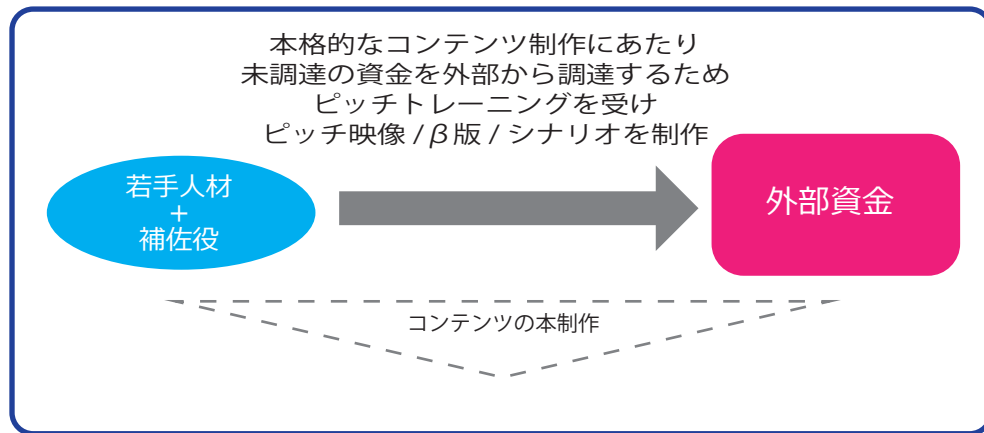 本格的なコンテンツ制作にあたり
未調達の資金を外部から調達するため
ピッチトレーニングを受け
ピッチ映像 / β版 / シナリオを制作
若手人材
+
補佐役
外部資金
コンテンツの本制作